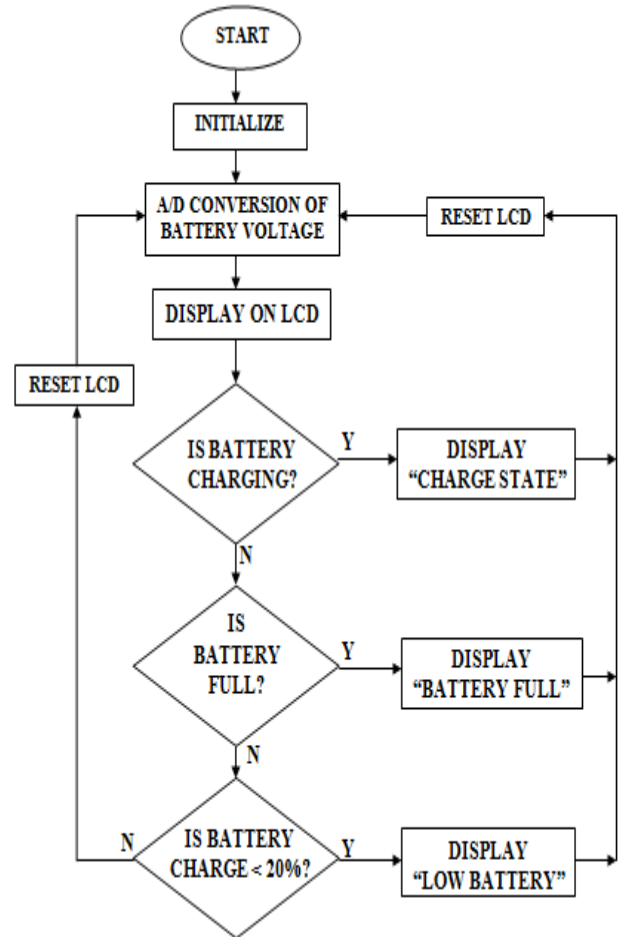 START
INITIALIZE
A/D CONVERSION OF
BATTERY VOLTAGE
RESET LCD
DISPLAY ON LCD
RESET LCD
IS BATTERY
CHARGING?
Y
DISPLAY
“CHARGE STATE”
N
IS
BATTERY
FULL?
Y
DISPLAY
“BATTERY FULL”
N
IS BATTERY
CHARGE < 20%?
N
Y
DISPLAY
“LOW BATTERY”